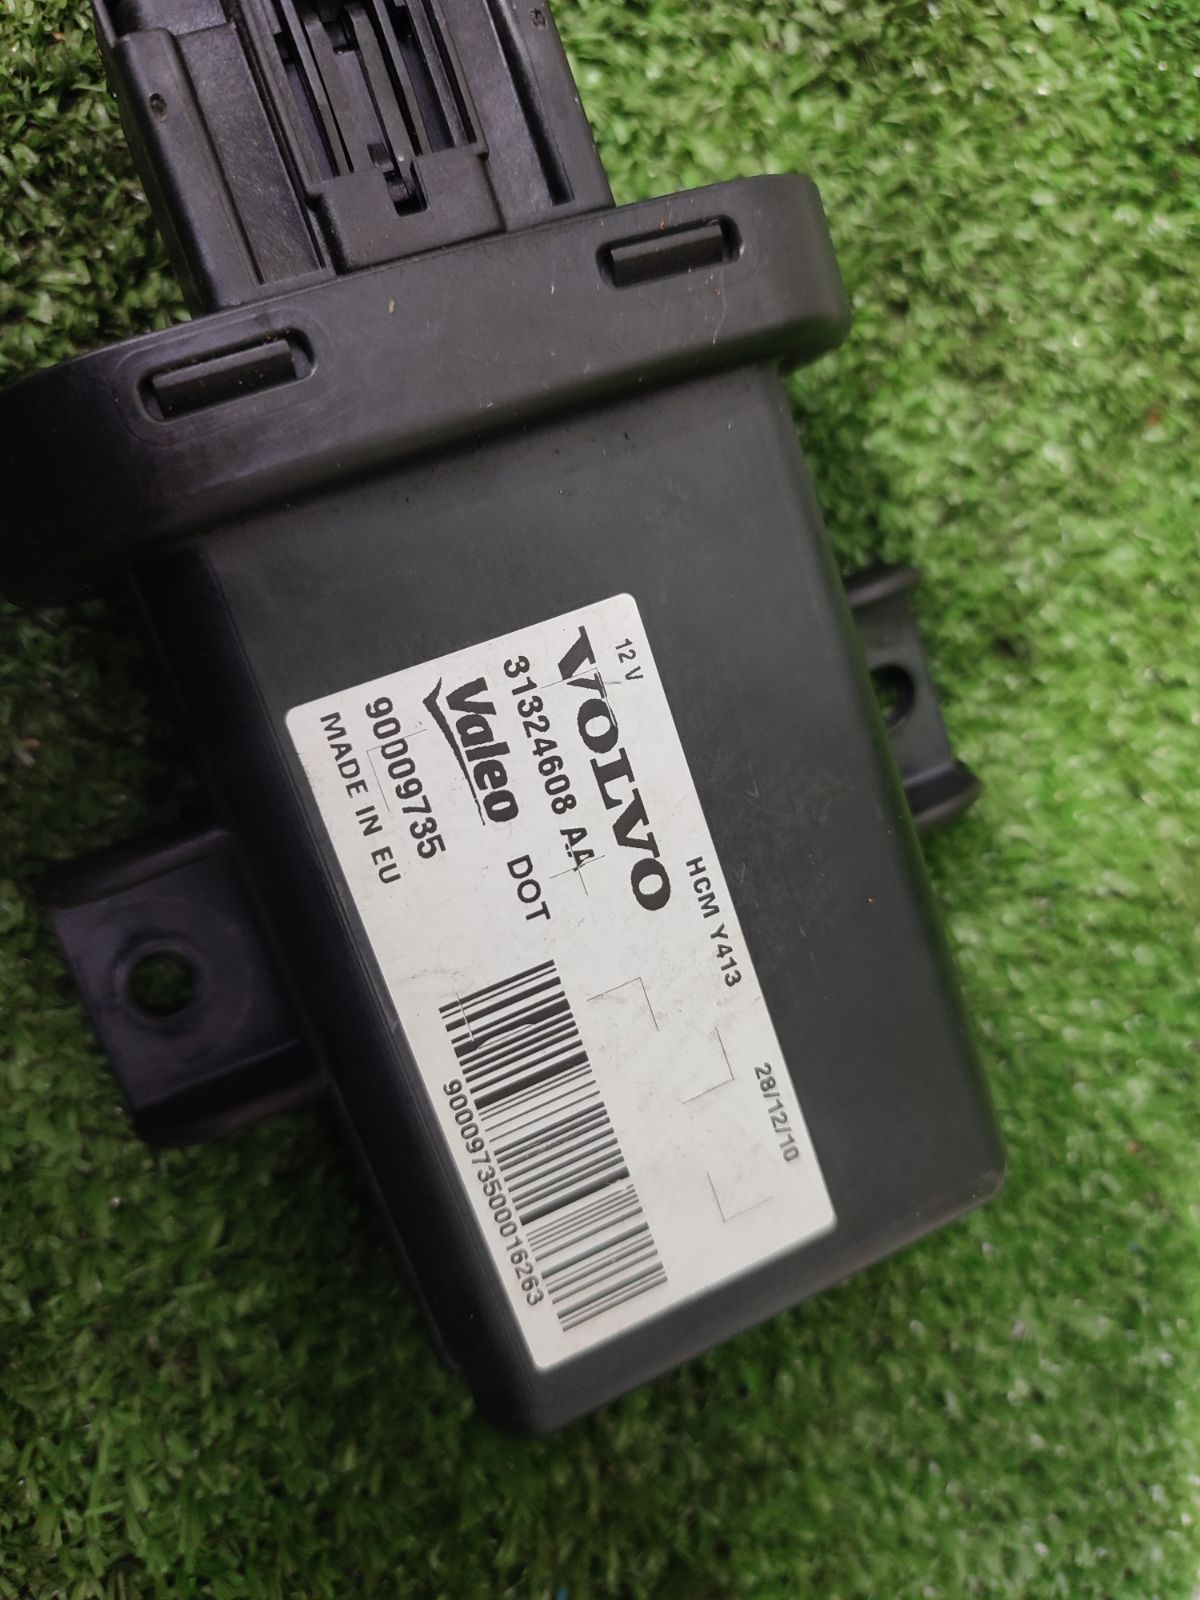 12 V HCM Y413 28/12/10
VOLVO
31324608 AA
Valeo DOT
90009735
MADE IN EU
9000973500016263